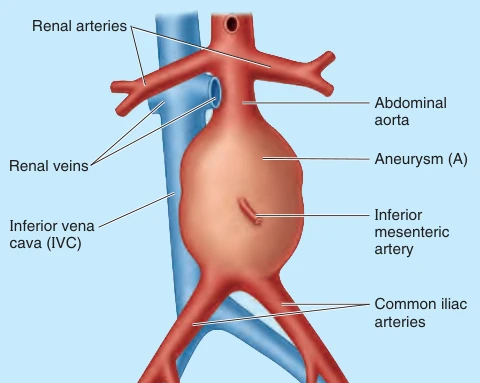 Renal arteries
Abdominal
aorta
Renal veins
Aneurysm (A)
Inferior vena
cava (IVC)
Inferior
mesenteric
artery
Common iliac
arteries